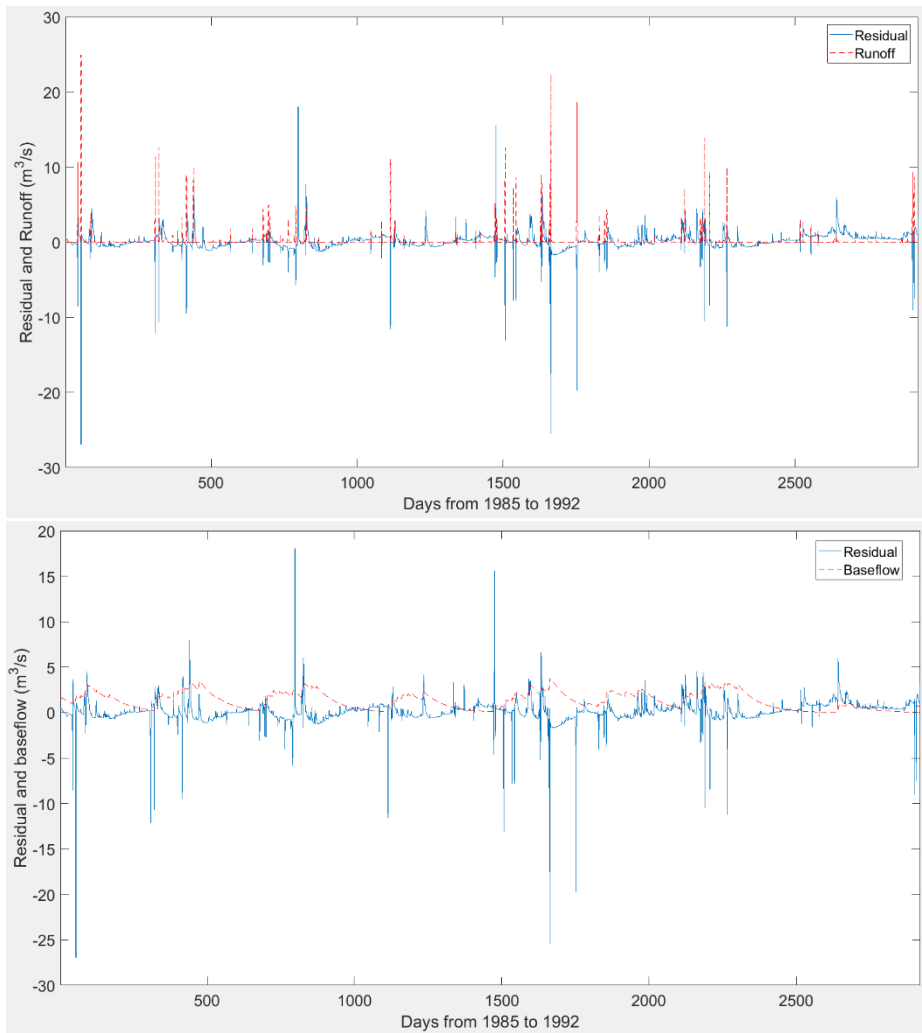 30
20
10
0
-10
-20
-30
Residual and Runoff (m³/s)
Residual
Runoff
500 1000 1500 2000 2500
Days from 1985 to 1992
20
15
10
5
0
-5
-10
-15
-20
-25
-30
Residual and baseflow (m³/s)
Residual
Baseflow
500 1000 1500 2000 2500
Days from 1985 to 1992